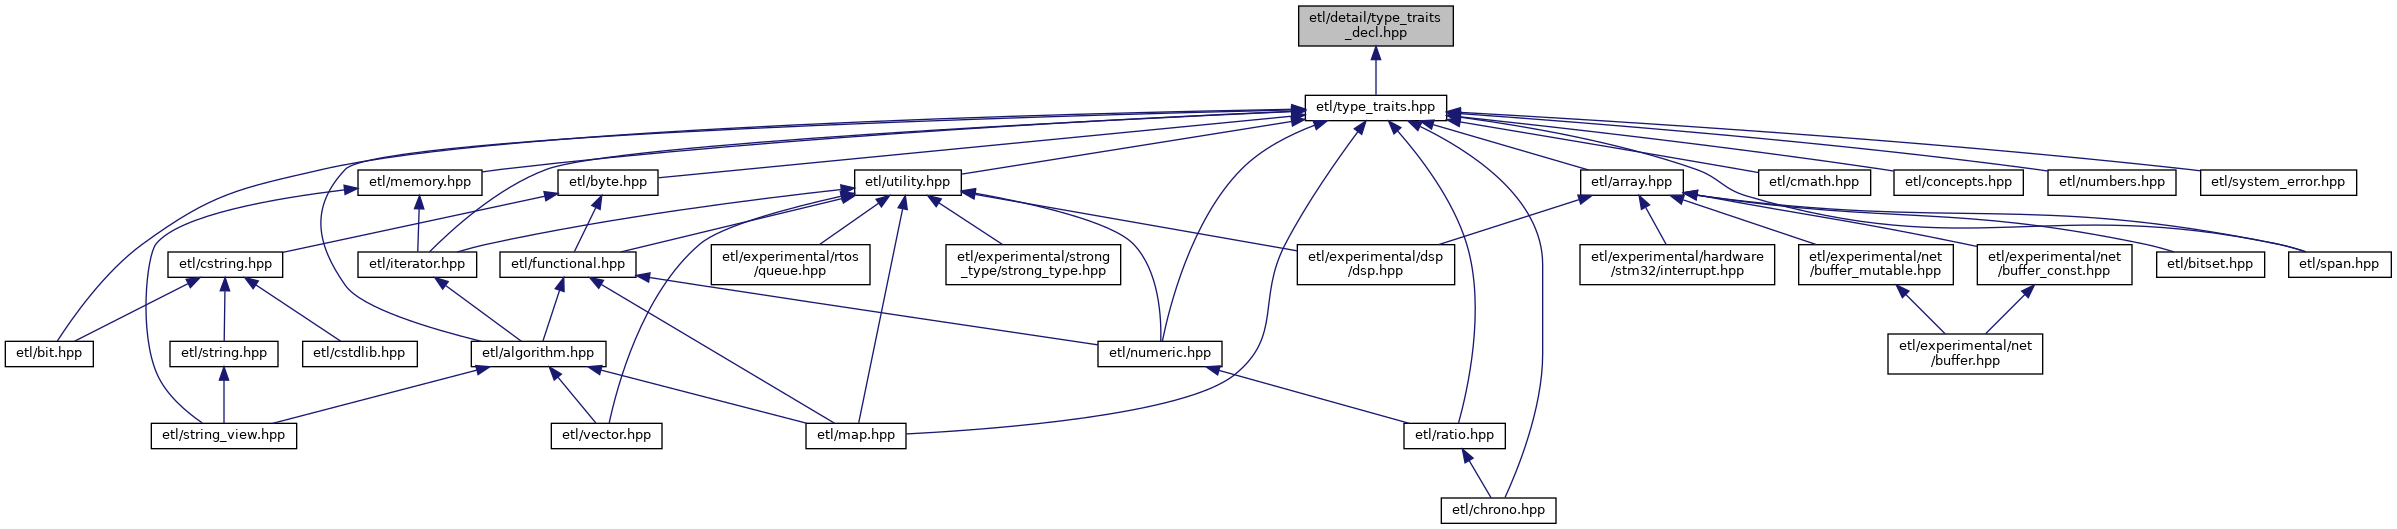 etl/detail/type_traits
_decl.hpp
etl/type_traits.hpp
etl/memory.hpp
etl/byte.hpp
etl/utility.hpp
etl/array.hpp
etl/cmath.hpp
etl/concepts.hpp
etl/numbers.hpp
etl/system_error.hpp
etl/cstring.hpp
etl/iterator.hpp
etl/functional.hpp
etl/experimental/rtos
/queue.hpp
etl/experimental/strong
_type/strong_type.hpp
etl/experimental/dsp
/dsp.hpp
etl/experimental/hardware
/stm32/interrupt.hpp
etl/experimental/net
/buffer_mutable.hpp
etl/experimental/net
/buffer_const.hpp
etl/bitset.hpp
etl/span.hpp
etl/bit.hpp
etl/string.hpp
etl/cstdlib.hpp
etl/algorithm.hpp
etl/numeric.hpp
etl/experimental/net
/buffer.hpp
etl/string_view.hpp
etl/vector.hpp
etl/map.hpp
etl/ratio.hpp
etl/chrono.hpp